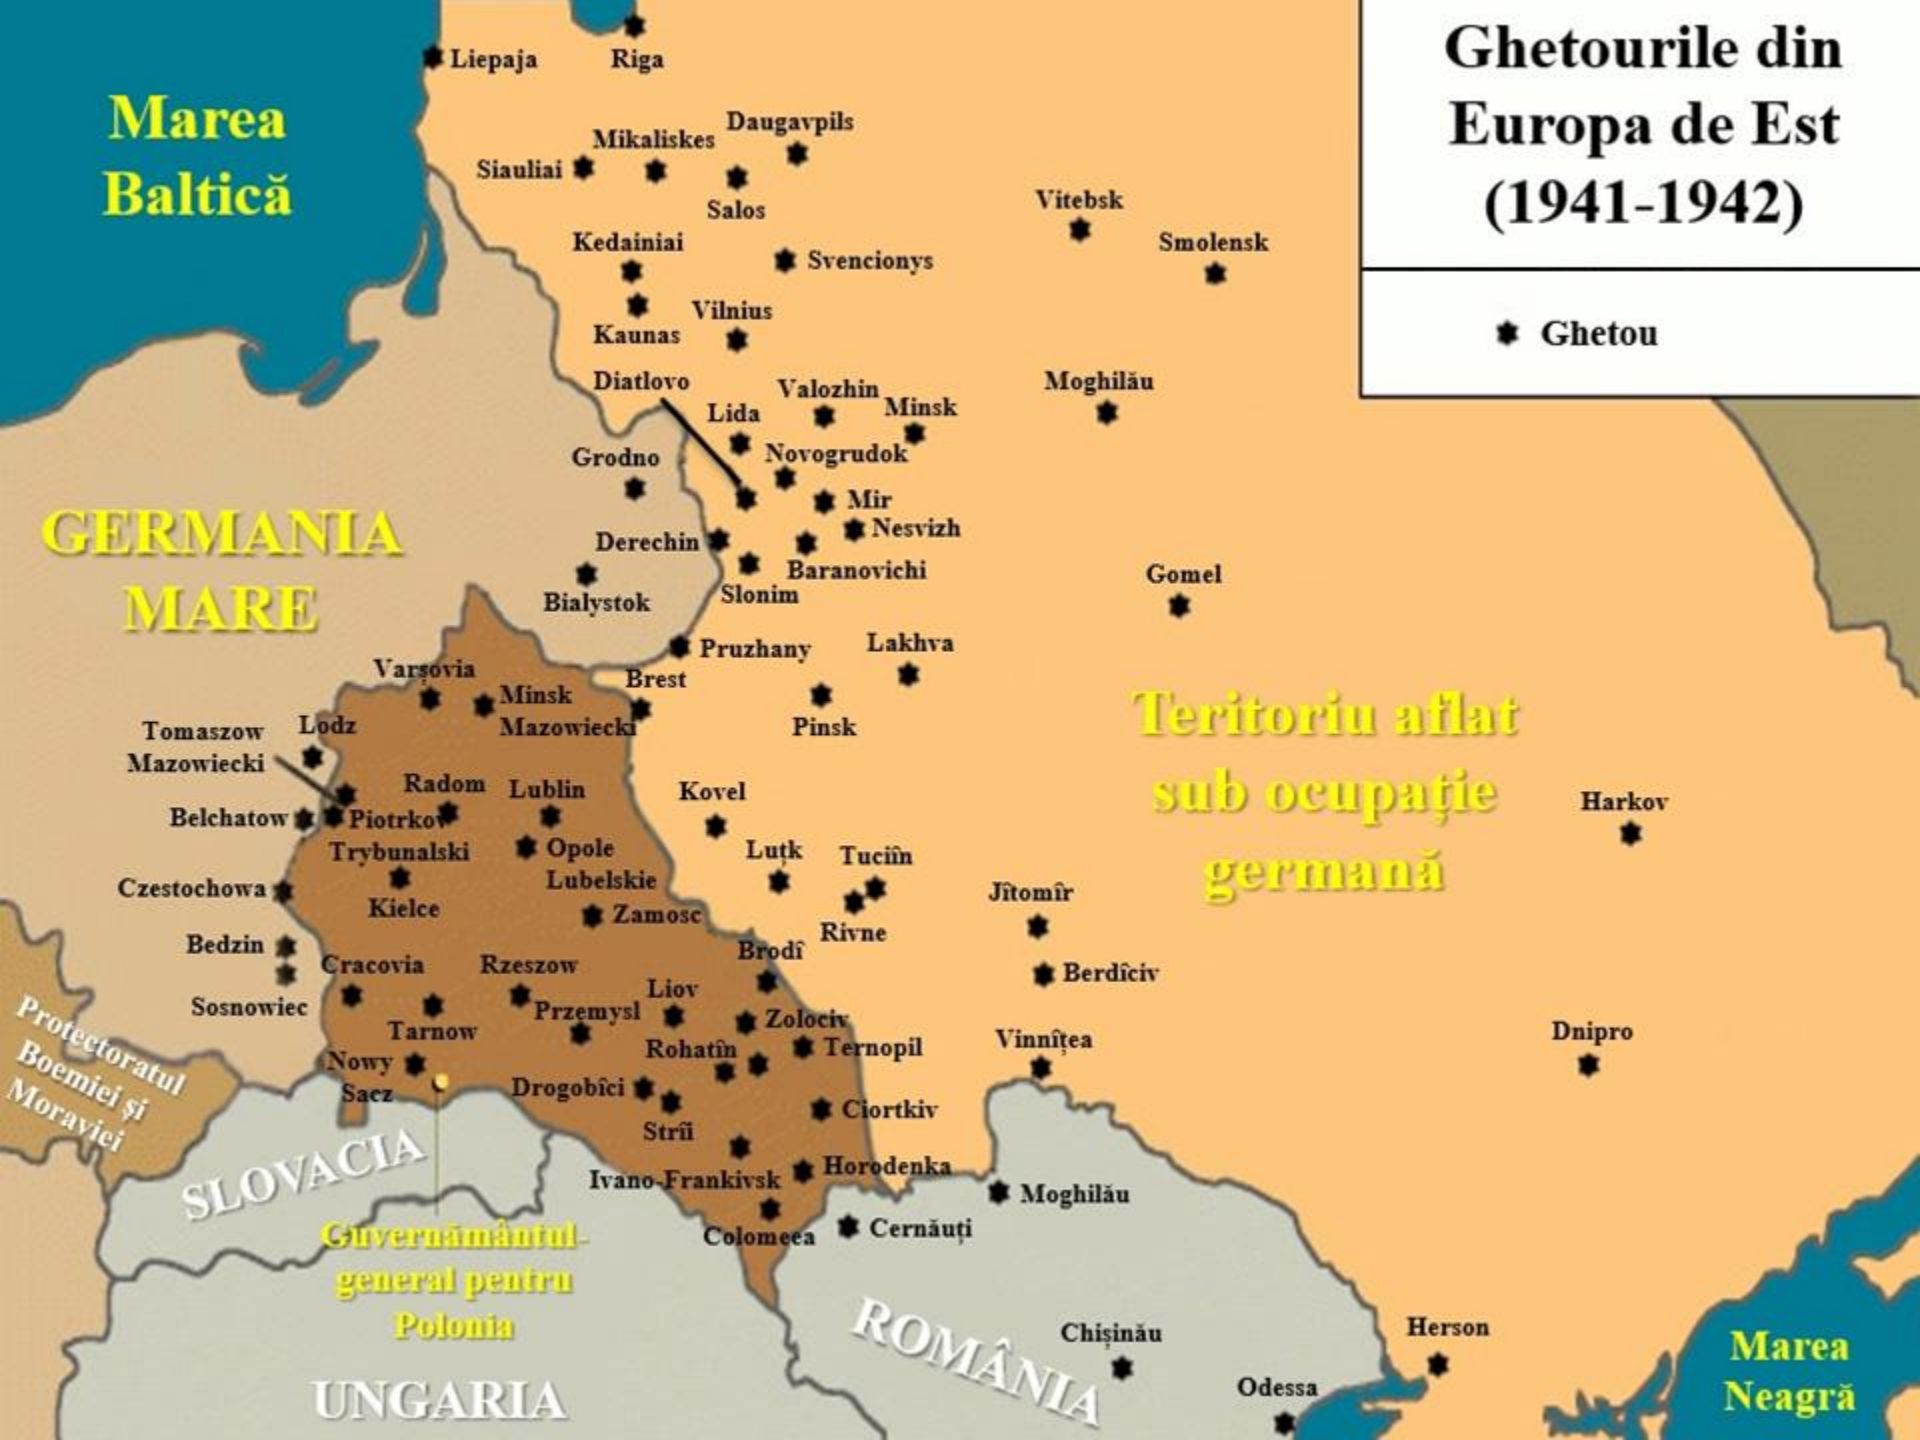 Ghetourile din
Europa de Est
(1941-1942)
Ghetou
Marea
Baltică
Liepaja
Riga
Daugavpils
Mikaliskes
Siauliai
Salos
Vitebsk
Smolensk
Kedainiai
Svencionys
Vilnius
Kaunas
Diatlovo
Valozhin
Moghilău
Lida
Minsk
Novogrudok
Grodno
Mir
Nesvizh
GERMANIA
MARE
Derechin
Baranovichi
Slonim
Bialystok
Gomel
Pruzhany
Lakhva
Varșovia
Brest
Minsk
Mazowiecki
Pinsk
Teritoriu aflat
sub ocupație
germană
Lodz
Tomaszow
Mazowiecki
Radom
Lublin
Kovel
Harkov
Belchatow
Piotrkov
Trybunalski
Opole
Lubelskie
Luțk
Tuciîn
Czestochowa
Kielce
Zamosc
Rivne
Jîtomîr
Bedzin
Brodî
Cracovia
Rzeszow
Berdîciv
Sosnowiec
Liov
Przemysl
Zolociv
Tarnow
Rohatîn
Ternopil
Vinnîțea
Dnipro
Protectoratul
Boemiei și
Moraviei
Nowy
Sacz
Drogobîci
Ciortkiv
Strîi
SLOVACIA
Ivano-Frankivsk
Horodenka
Moghilău
Colomeea
Cernăuți
Guvernământul-
general pentru
Polonia
ROMÂNIA
Chișinău
Herson
Marea
Neagră
UNGARIA
Odessa